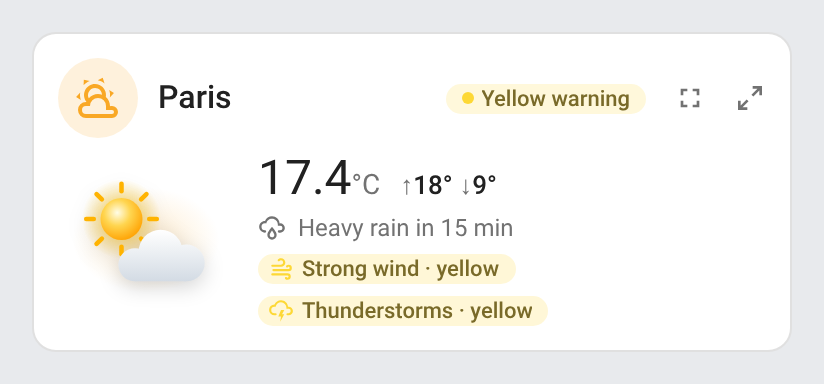 Paris
Yellow warning
17.4°C ↑18° ↓9°
Heavy rain in 15 min
Strong wind · yellow
Thunderstorms · yellow